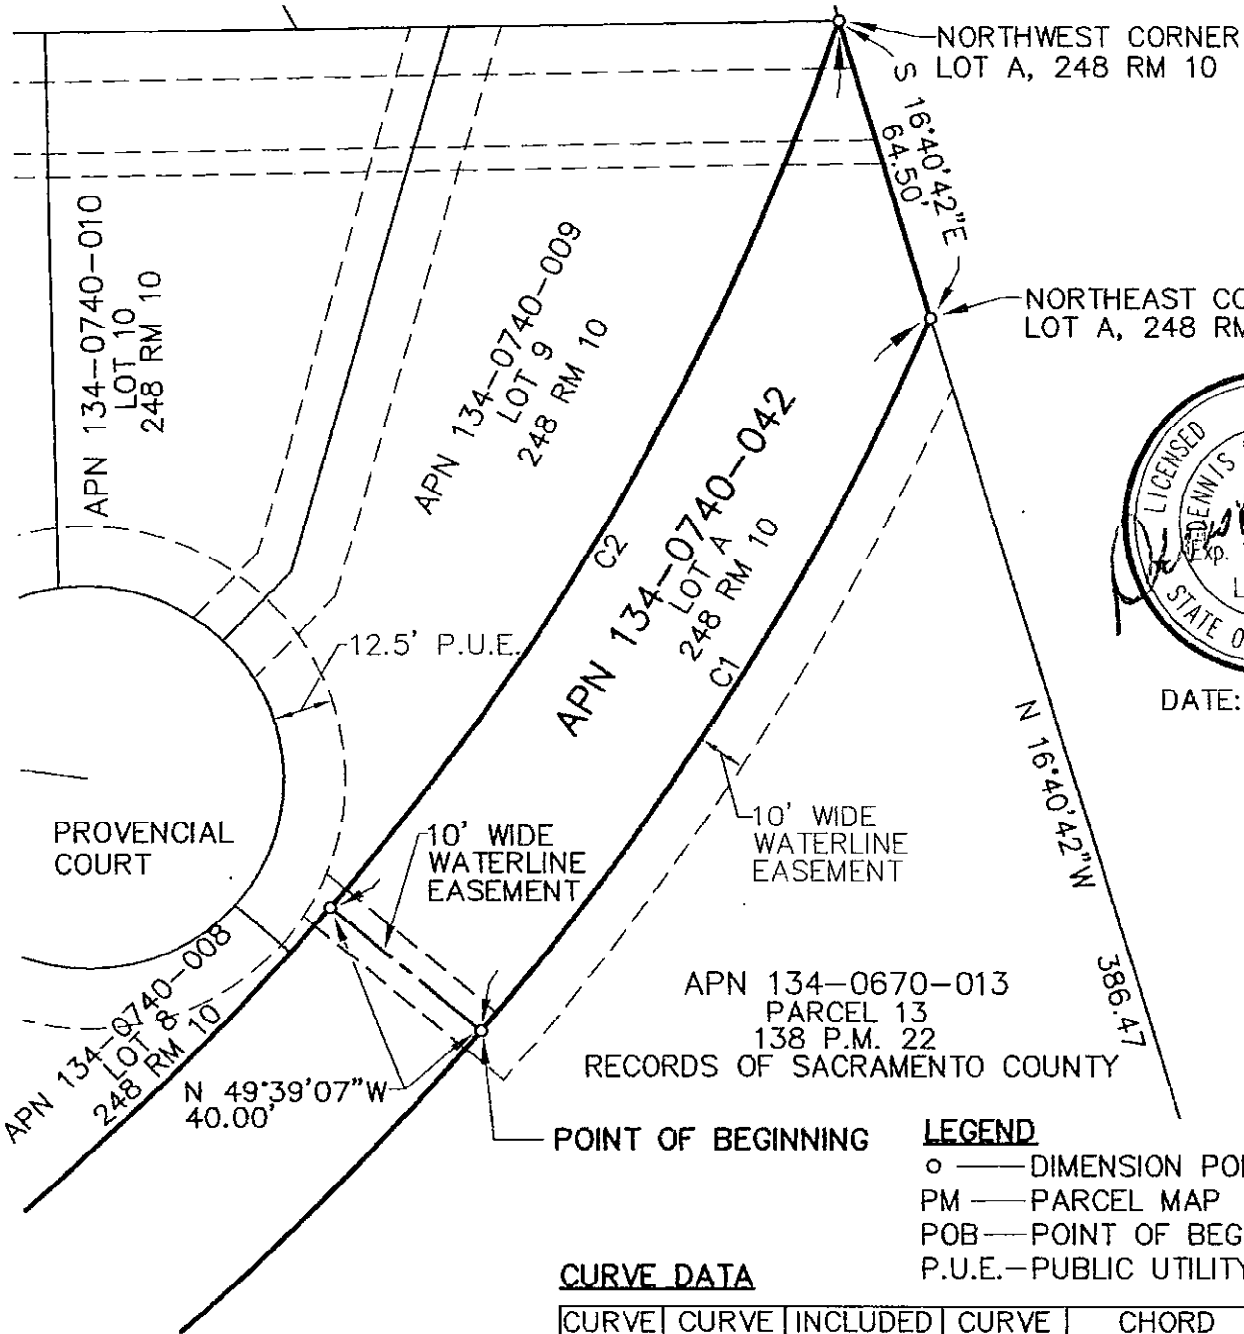 NORTHWEST CORNER
LOT A, 248 RM 10
S 16°40'42"E
64.50'
NORTHEAST CO
LOT A, 248 RM
APN 134-0740-010
LOT 10
248 RM 10
APN 134-0740-009
LOT 9
248 RM 10
APN 134-0740-042
LOT A
248 RM 10
C2
C1
LICENSED
DENNIS
Exp.
L
STATE O
DATE:
12.5' P.U.E.
N 16°40'42"W
386.47
PROVENCIAL
COURT
10' WIDE
WATERLINE
EASEMENT
10' WIDE
WATERLINE
EASEMENT
APN 134-0740-008
LOT 8
248 RM 10
N 49°39'07"W
40.00'
APN 134-0670-013
PARCEL 13
138 P.M. 22
RECORDS OF SACRAMENTO COUNTY
POINT OF BEGINNING
LEGEND
DIMENSION POI
PM — PARCEL MAP
POB — POINT OF BEG
P.U.E. — PUBLIC UTILITY
CURVE DATA
CURVE CURVE INCLUDED CURVE CHORD